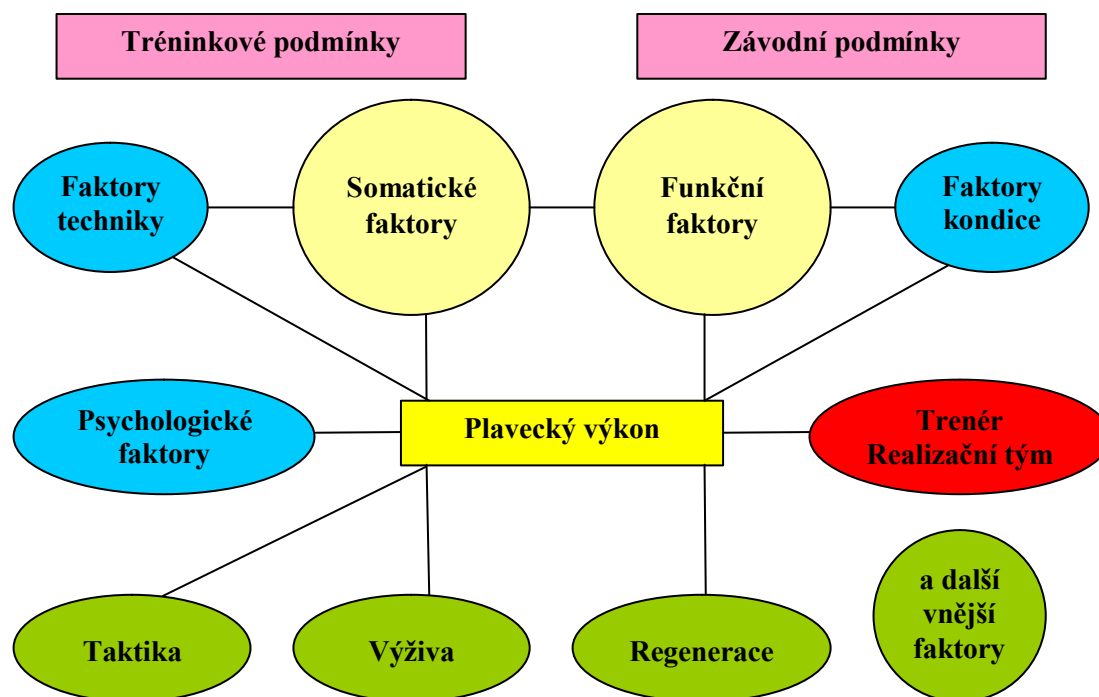 Tréninkové podmínky
Závodní podmínky
Faktory
techniky
Somatické
faktory
Funkční
faktory
Faktory
kondice
Psychologické
faktory
Plavecký výkon
Trenér
Realizační tým
Taktika
Výživa
Regenerace
a další
vnější
faktory